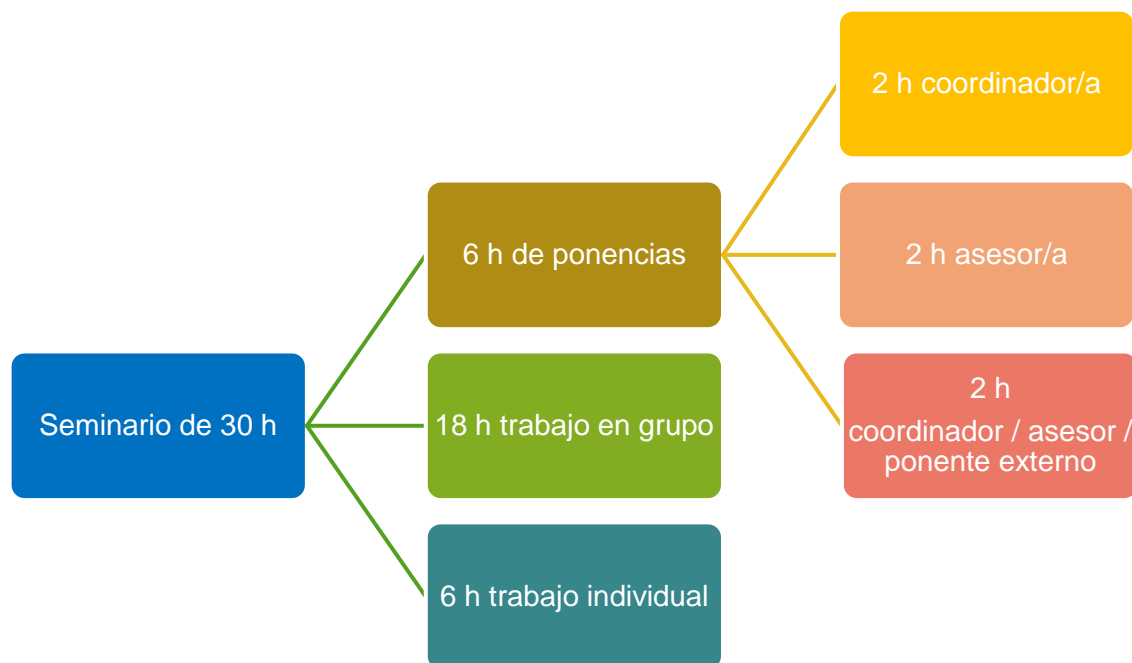 Seminario de 30 h
6 h de ponencias
18 h trabajo en grupo
6 h trabajo individual
2 h coordinador/a
2 h asesor/a
2 h
coordinador / asesor /
ponente externo